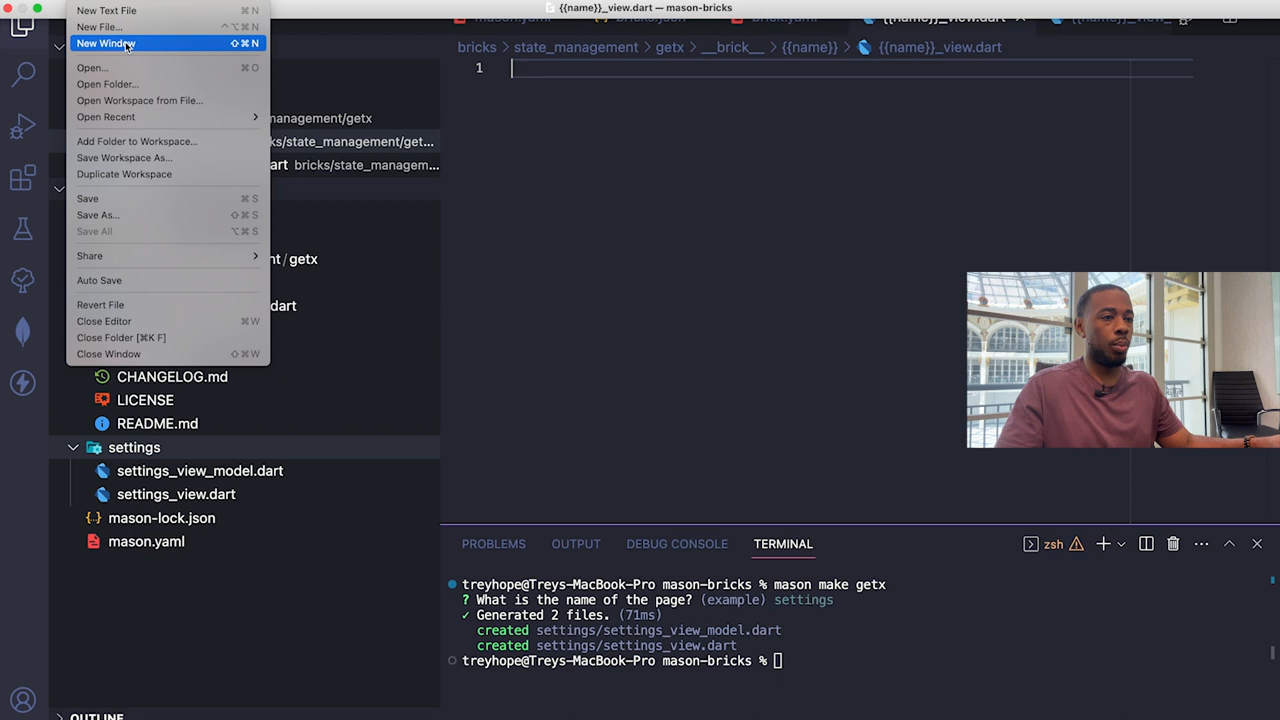 {{name}}_view.dart — mason-bricks
New Text File ⌘ N
New File... ^⌥⌘ N
New Window ⇧⌘ N
Open... ⌘ O
Open Folder...
Open Workspace from File...
Open Recent
Add Folder to Workspace...
Save Workspace As...
Duplicate Workspace
Save ⌘ S
Save As... ⇧⌘ S
Save All ⌥⌘ S
Share
Auto Save
Revert File
Close Editor ⌘ W
Close Folder [⌘K F]
Close Window ⇧⌘ W
nanagement/getx
ks/state_management/get...
art bricks/state_managem...
nt / getx
dart
CHANGELOG.md
LICENSE
README.md
settings
settings_view_model.dart
settings_view.dart
mason-lock.json
mason.yaml
OUTLINE
bricks > state_management > getx > __brick__ > {{name}} > {{name}}_view.dart
1
PROBLEMS OUTPUT DEBUG CONSOLE TERMINAL
zsh
treyhope@Treys-MacBook-Pro mason-bricks % mason make getx
? What is the name of the page? (example) settings
✓ Generated 2 files. (71ms)
created settings/settings_view_model.dart
created settings/settings_view.dart
treyhope@Treys-MacBook-Pro mason-bricks %